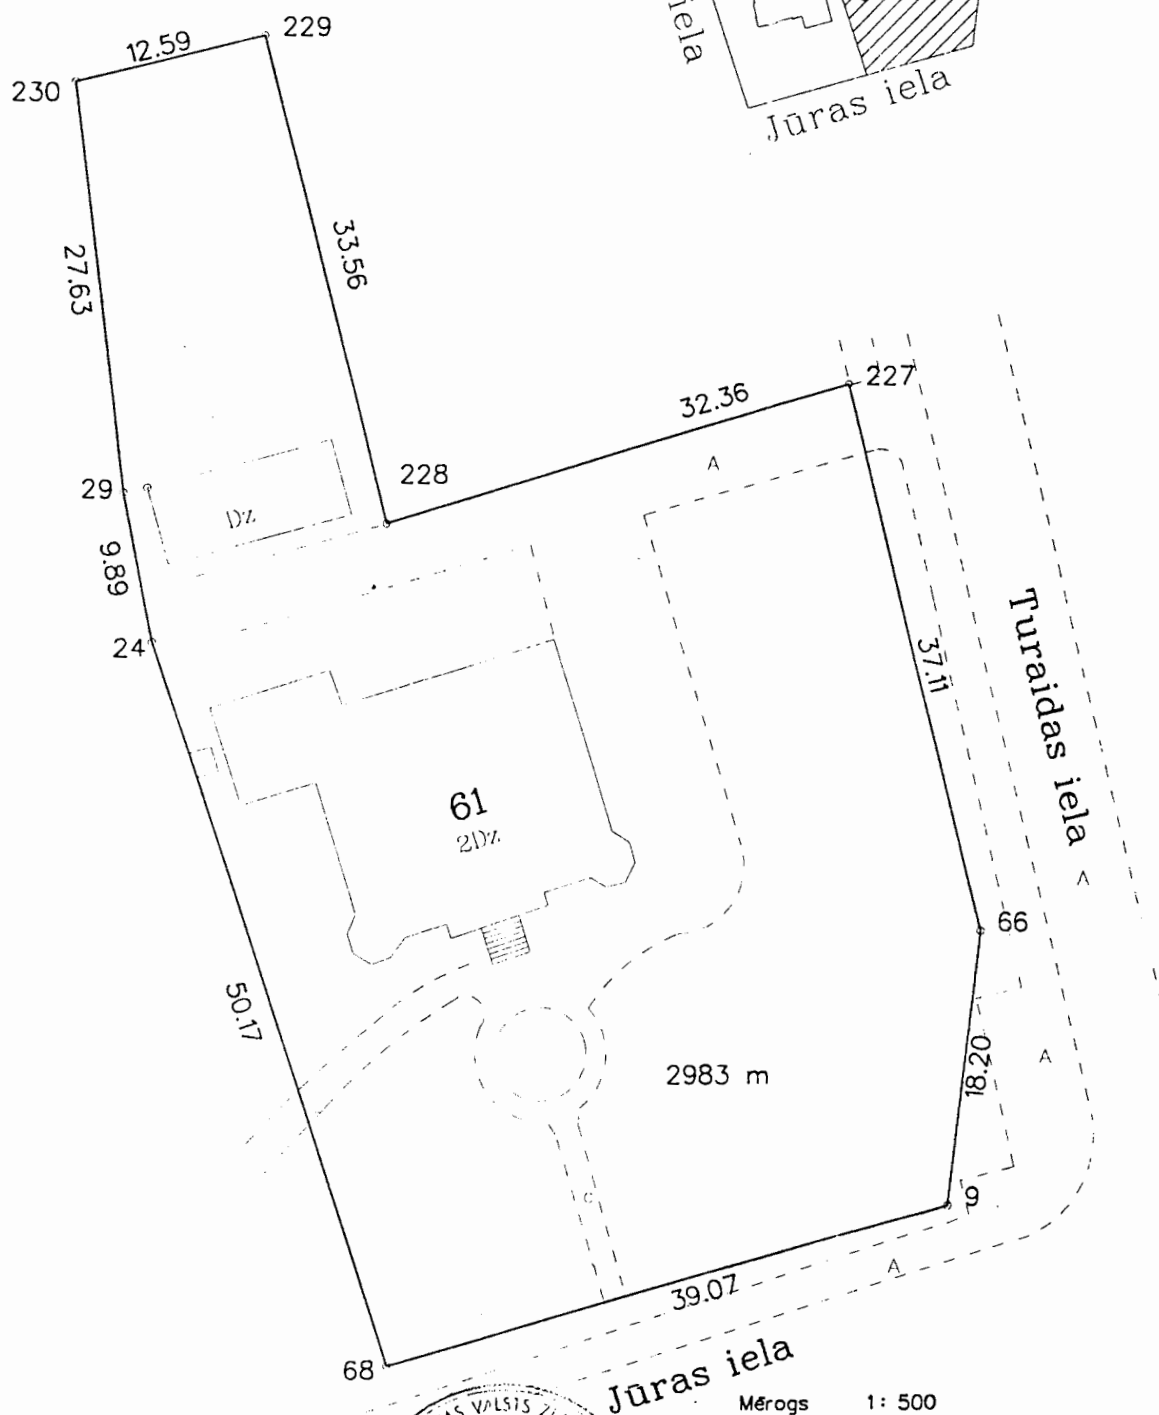 229
12.59
230
iela
Jūras iela
27.63
33.56
227
32.36
A
29
228
Dz
9.89
24
37.11
Turaidas iela
61
2Dz
A
66
50.17
2983 m
18.20
A
9
C
39.07
A
68
Jūras iela
Mērogs 1: 500
VALSTS